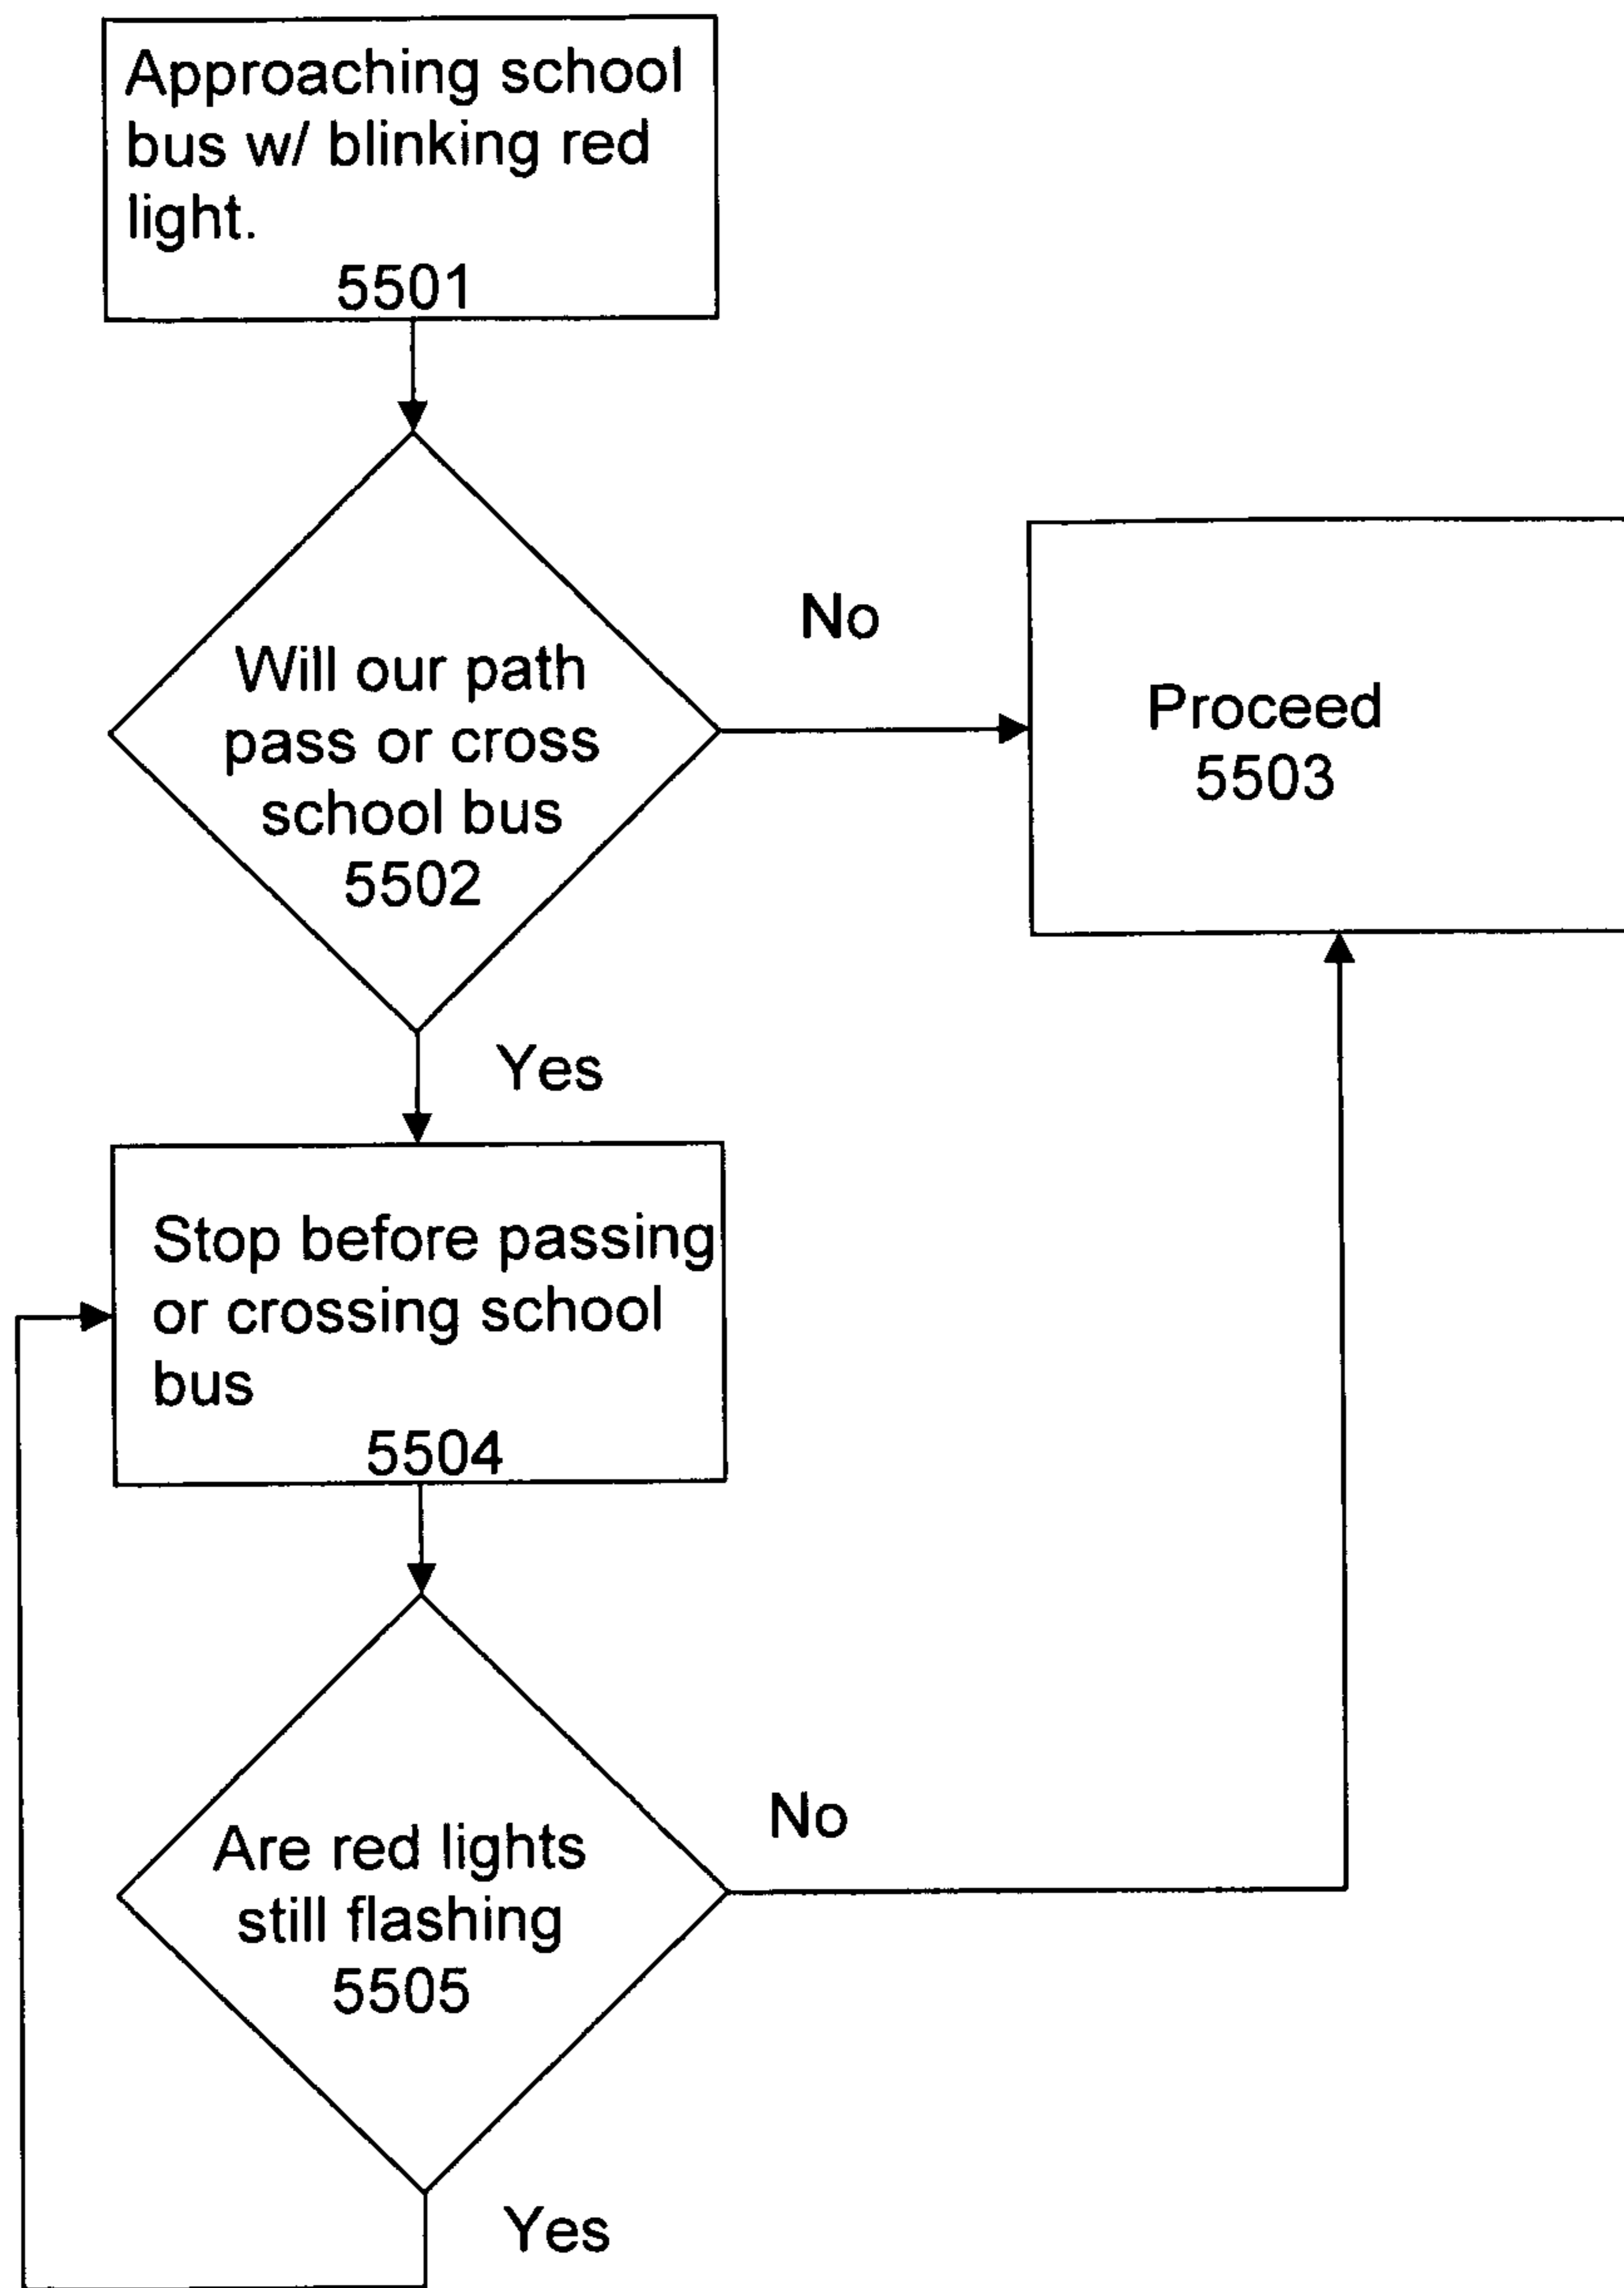 Approaching school
bus w/ blinking red
light.
5501
Will our path
pass or cross
school bus
5502
No
Proceed
5503
Yes
Stop before passing
or crossing school
bus
5504
Are red lights
still flashing
5505
No
Yes